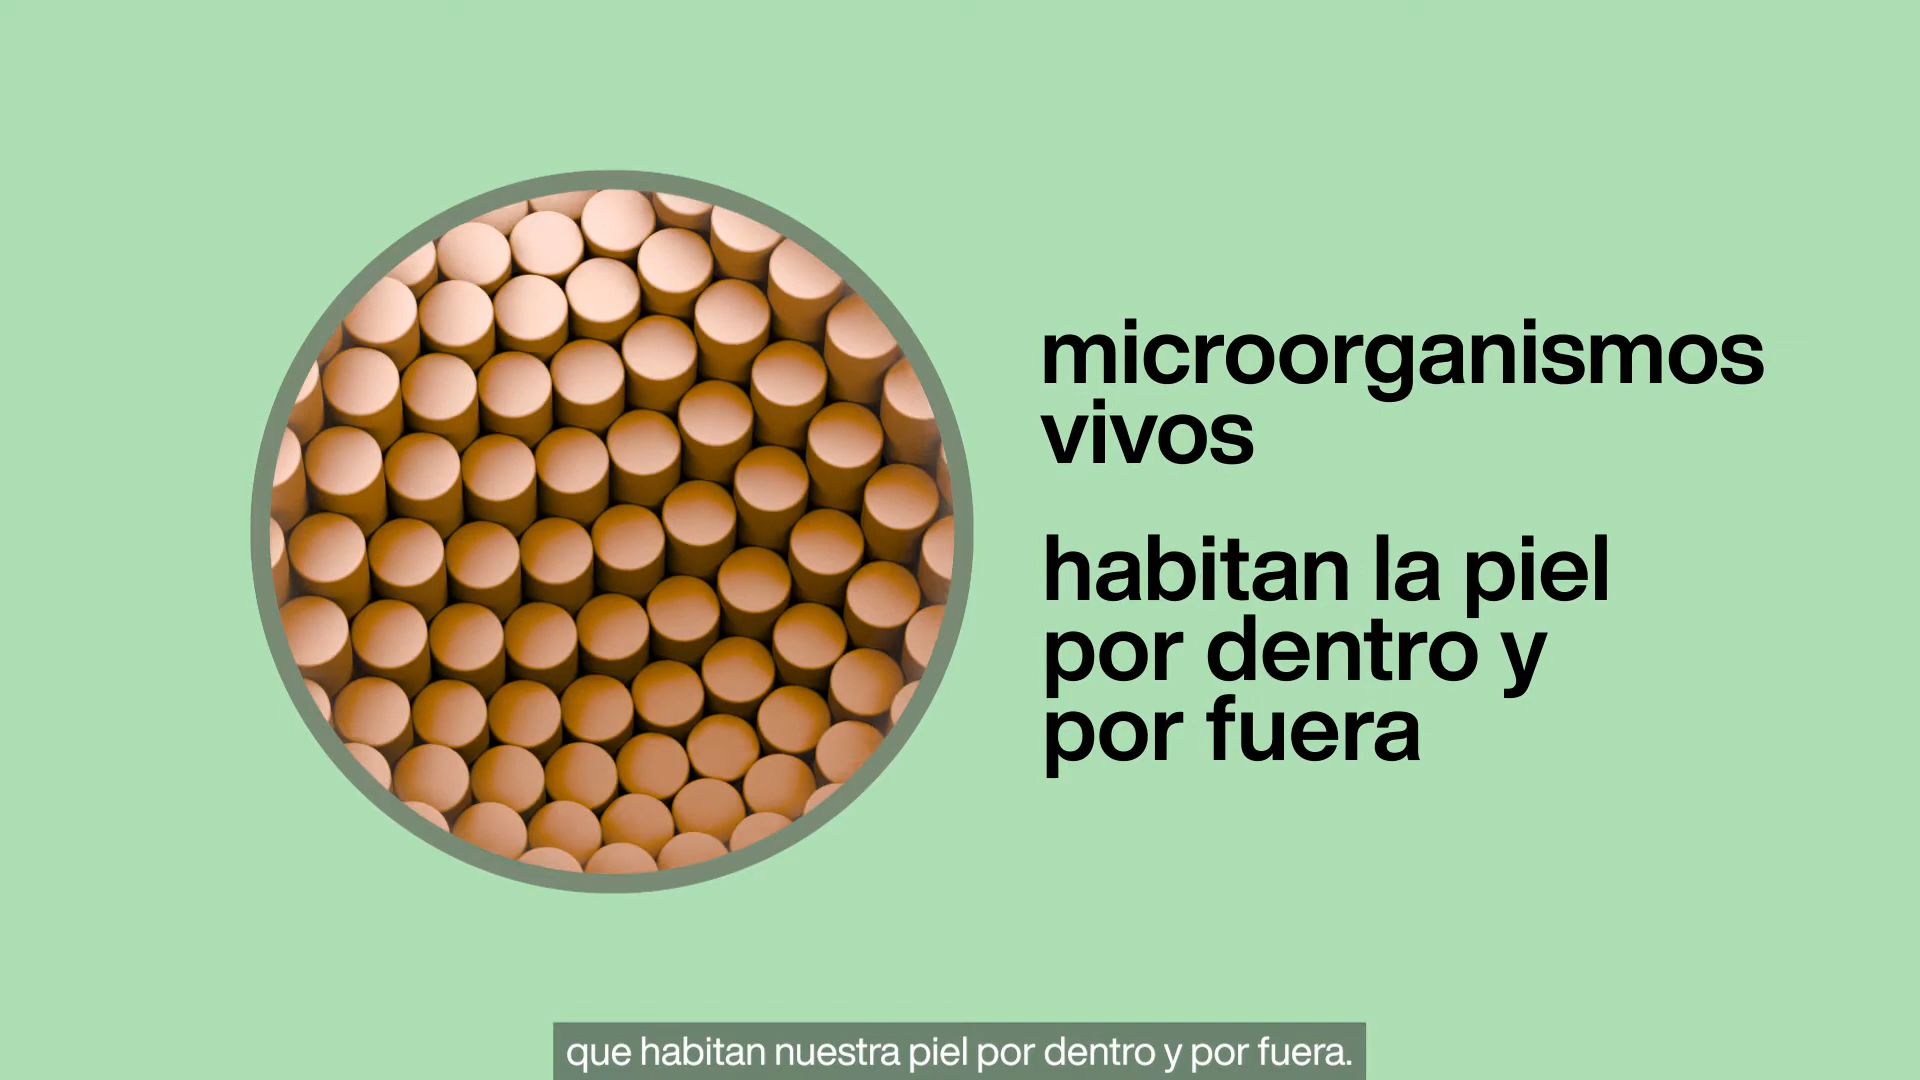 microorganismos
vivos
habitan la piel
por dentro y
por fuera
que habitan nuestra piel por dentro y por fuera.